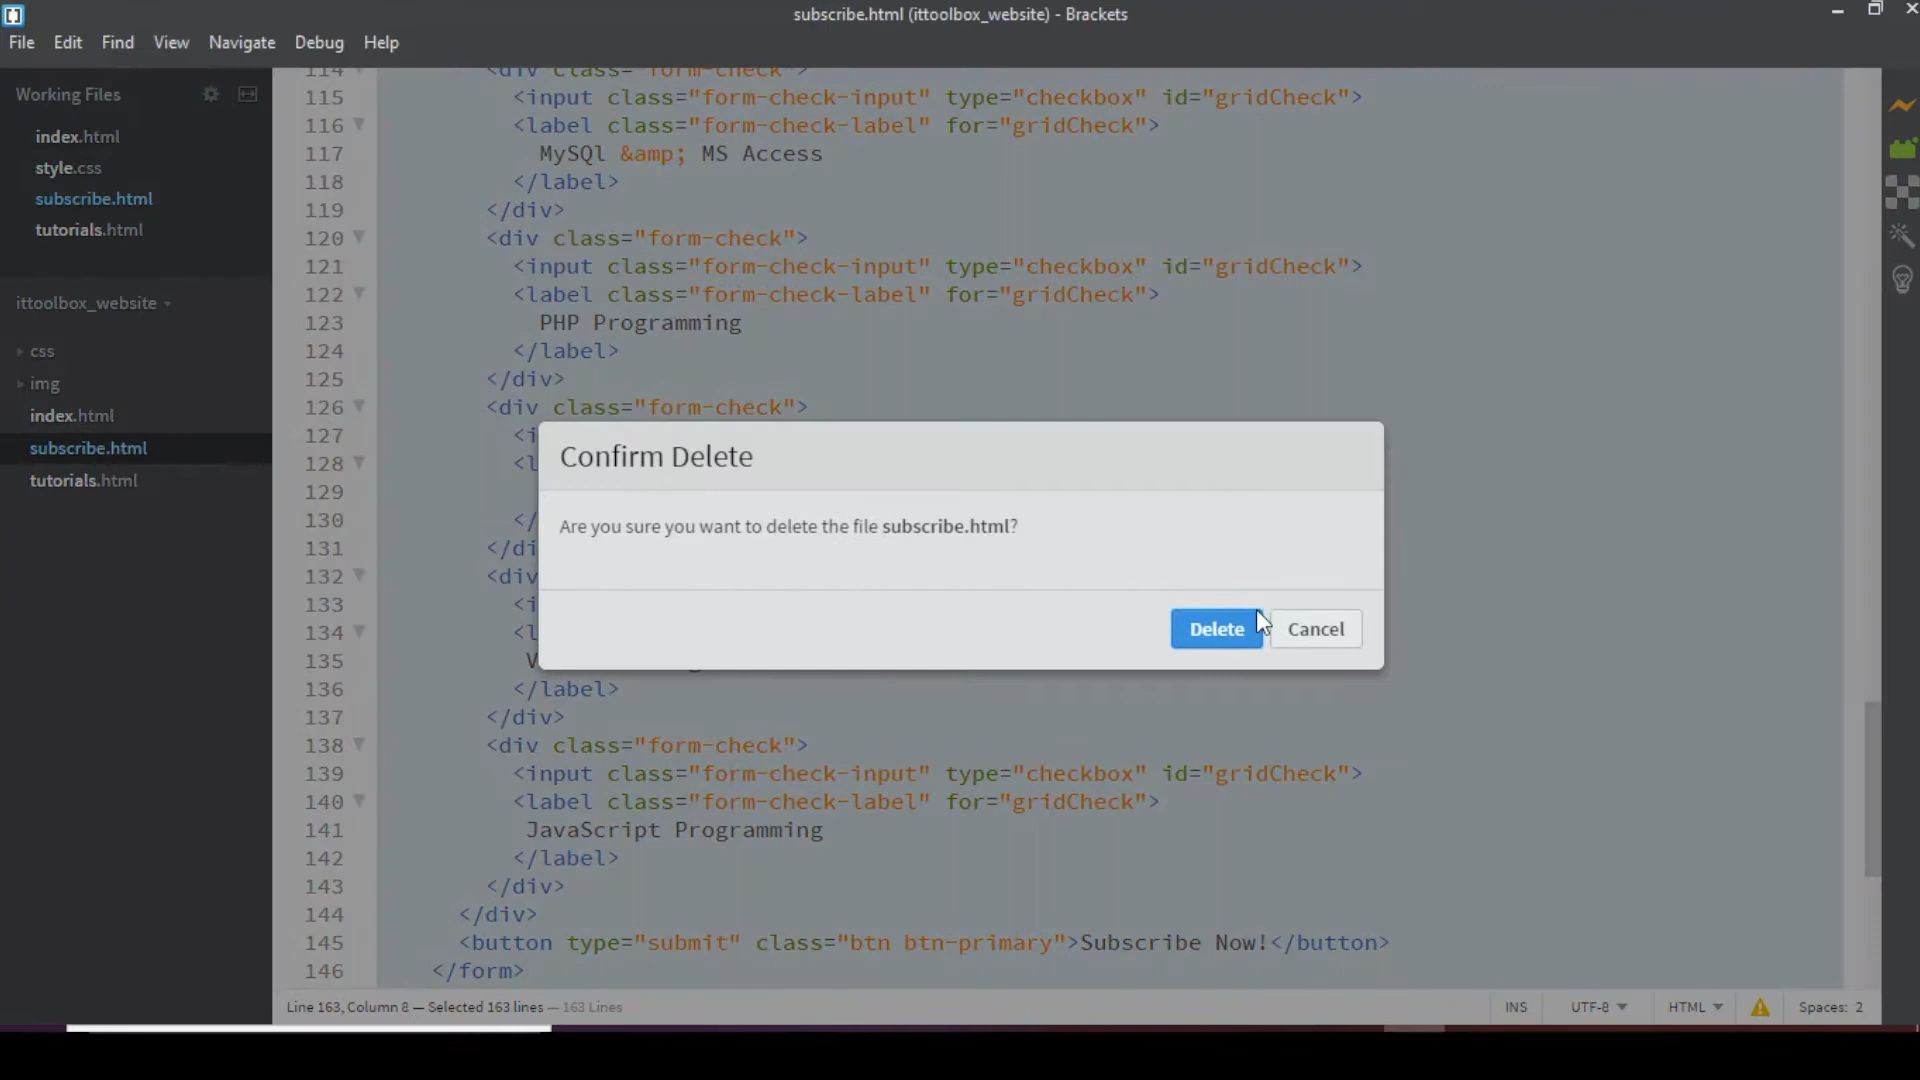 subscribe.html (ittoolbox_website) - Brackets
File Edit Find View Navigate Debug Help
Working Files
index.html
style.css
subscribe.html
tutorials.html
ittoolbox_website
css
img
index.html
subscribe.html
tutorials.html
114 <div class="form-check">
115 <input class="form-check-input" type="checkbox" id="gridCheck">
116 <label class="form-check-label" for="gridCheck">
117 MySQl &amp; MS Access
118 </label>
119 </div>
120 <div class="form-check">
121 <input class="form-check-input" type="checkbox" id="gridCheck">
122 <label class="form-check-label" for="gridCheck">
123 PHP Programming
124 </label>
125 </div>
126 <div class="form-check">
127 <i
128 <l
129
130 </
131 </di
132 <div
133 <i
134 <l
135 V
136 </label>
137 </div>
138 <div class="form-check">
139 <input class="form-check-input" type="checkbox" id="gridCheck">
140 <label class="form-check-label" for="gridCheck">
141 JavaScript Programming
142 </label>
143 </div>
144 </div>
145 <button type="submit" class="btn btn-primary">Subscribe Now!</button>
146 </form>
Confirm Delete
Are you sure you want to delete the file subscribe.html?
Delete Cancel
Line 163, Column 8 — Selected 163 lines — 163 Lines
INS UTF-8 HTML Spaces: 2